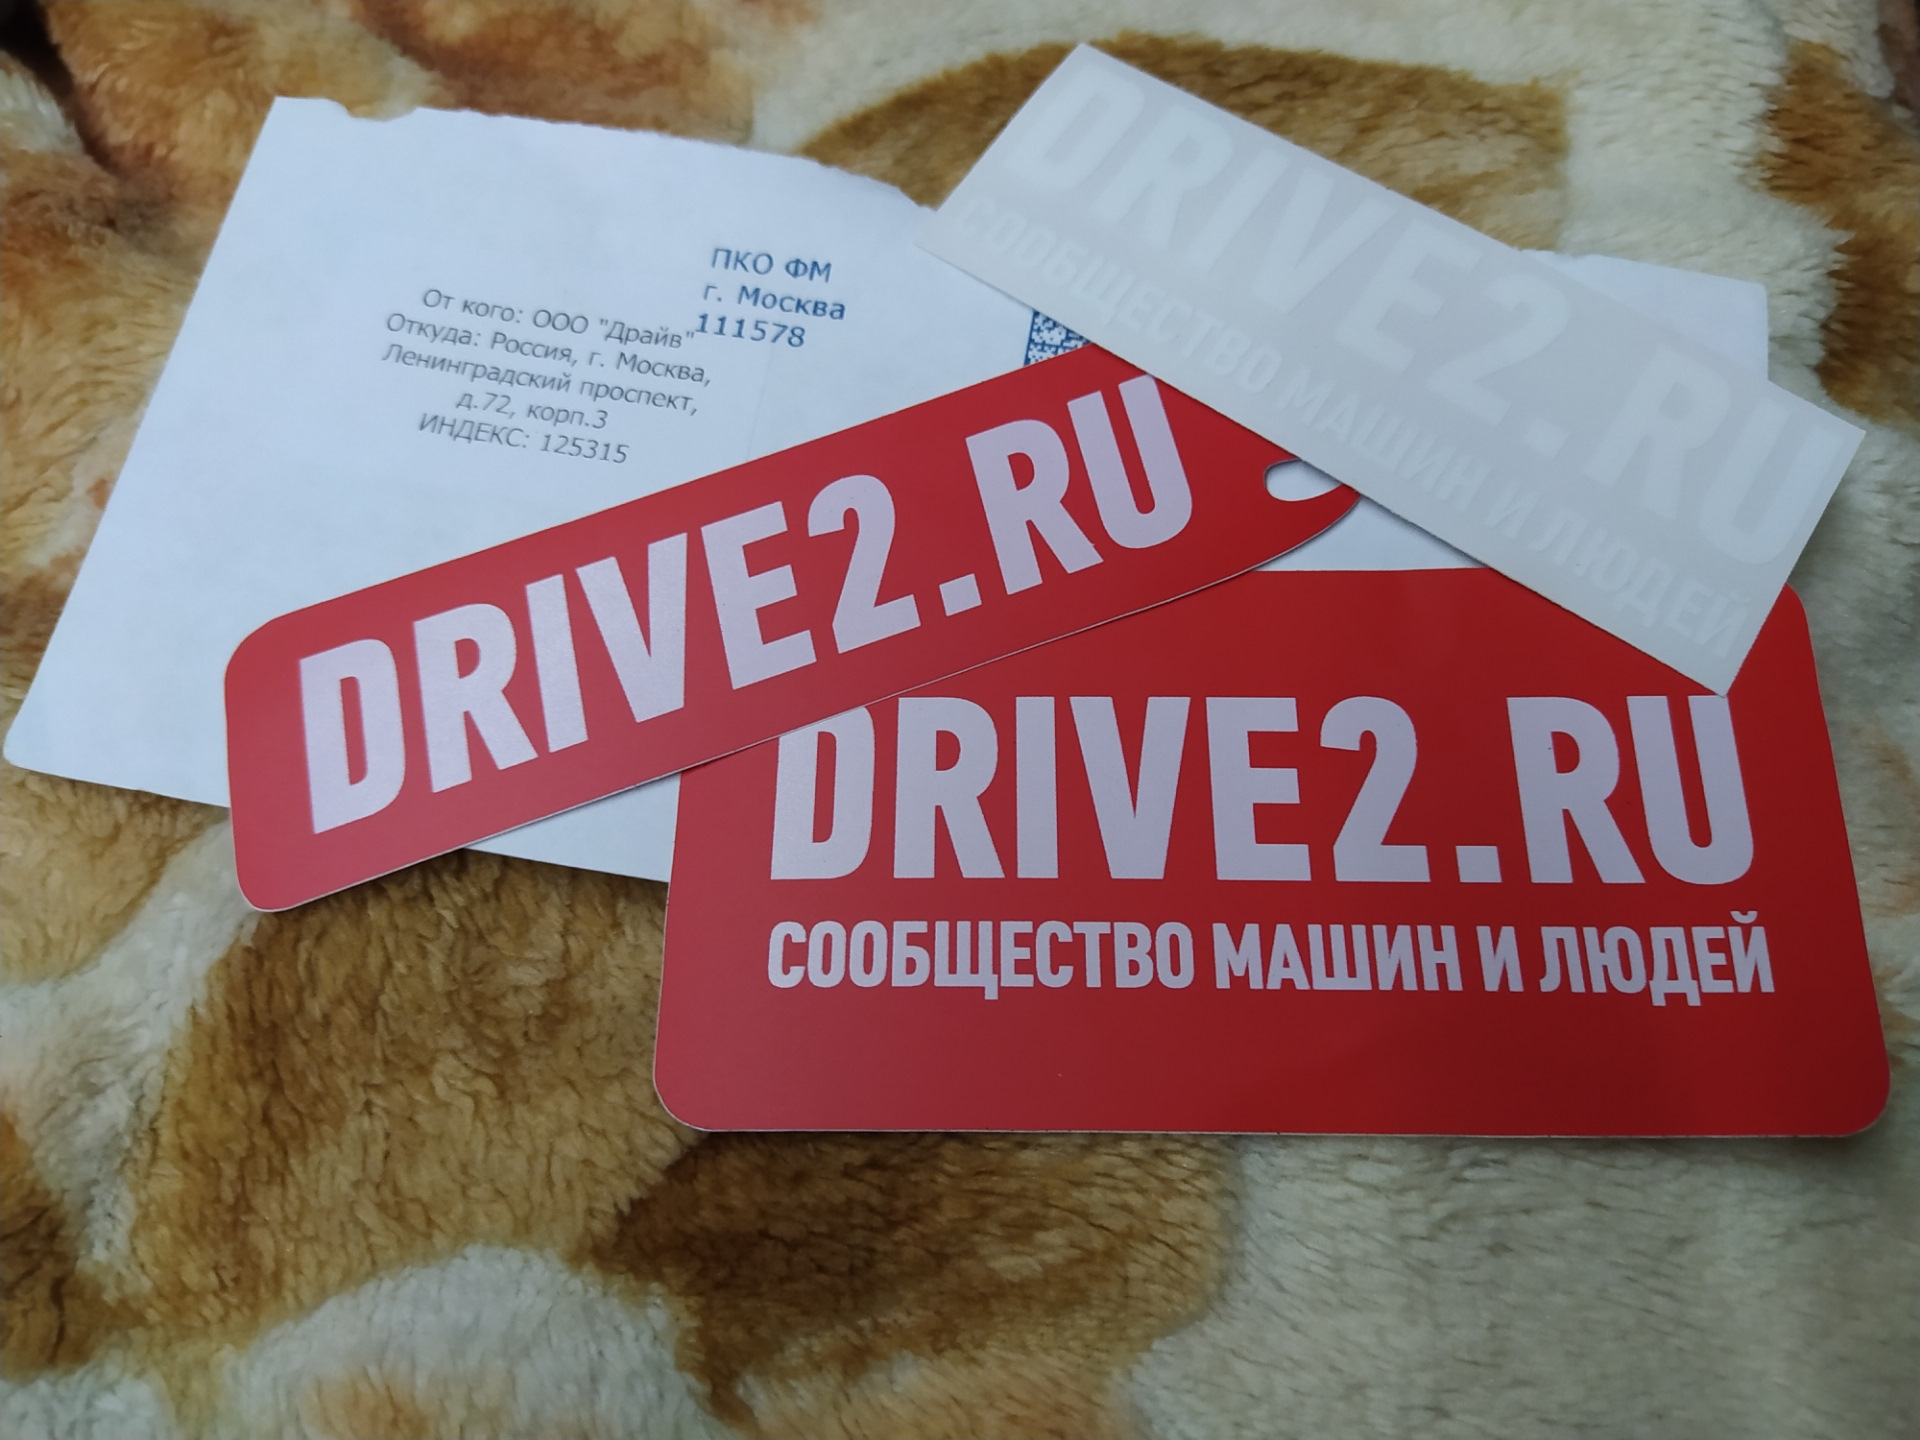 ПКО ФМ
г. Москва
111578
От кого: ООО "Драйв"
Откуда: Россия, г. Москва,
Ленинградский проспект,
д.72, корп.3
ИНДЕКС: 125315
DRIVE2.RU
СООБЩЕСТВО МАШИН И ЛЮДЕЙ
DRIVE2.RU
DRIVE2.RU
СООБЩЕСТВО МАШИН И ЛЮДЕЙ